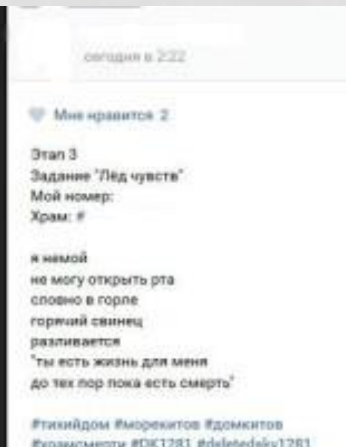 сегодня в 2:22
Мне нравится 2
Этап 3
Задание "Лёд чувств"
Мой номер:
Храм: #
я немой
не могу открыть рта
словно в горле
горячий свинец
разливается
"ты есть жизнь для меня
до тех пор пока есть смерть"
#тихийдом #морекитов #домкитов
#храмсмерти #DK1281 #deletedsky1281